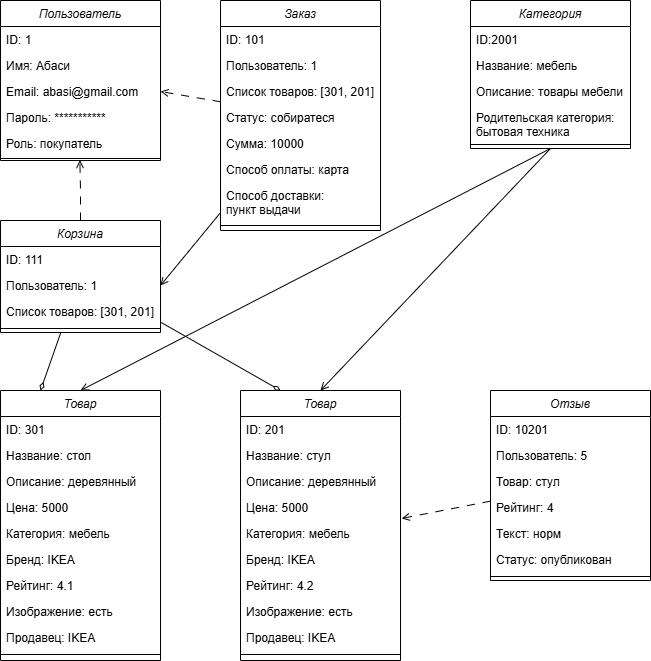 Пользователь
ID: 1
Имя: Абаси
Email: abasi@gmail.com
Пароль: ***********
Роль: покупатель
Заказ
ID: 101
Пользователь: 1
Список товаров: [301, 201]
Статус: собиратеся
Сумма: 10000
Способ оплаты: карта
Способ доставки:
пункт выдачи
Категория
ID:2001
Название: мебель
Описание: товары мебели
Родительская категория:
бытовая техника
Корзина
ID: 111
Пользователь: 1
Список товаров: [301, 201]
Товар
ID: 301
Название: стол
Описание: деревянный
Цена: 5000
Категория: мебель
Бренд: IKEA
Рейтинг: 4.1
Изображение: есть
Продавец: IKEA
Товар
ID: 201
Название: стул
Описание: деревянный
Цена: 5000
Категория: мебель
Бренд: IKEA
Рейтинг: 4.2
Изображение: есть
Продавец: IKEA
Отзыв
ID: 10201
Пользователь: 5
Товар: стул
Рейтинг: 4
Текст: норм
Статус: опубликован